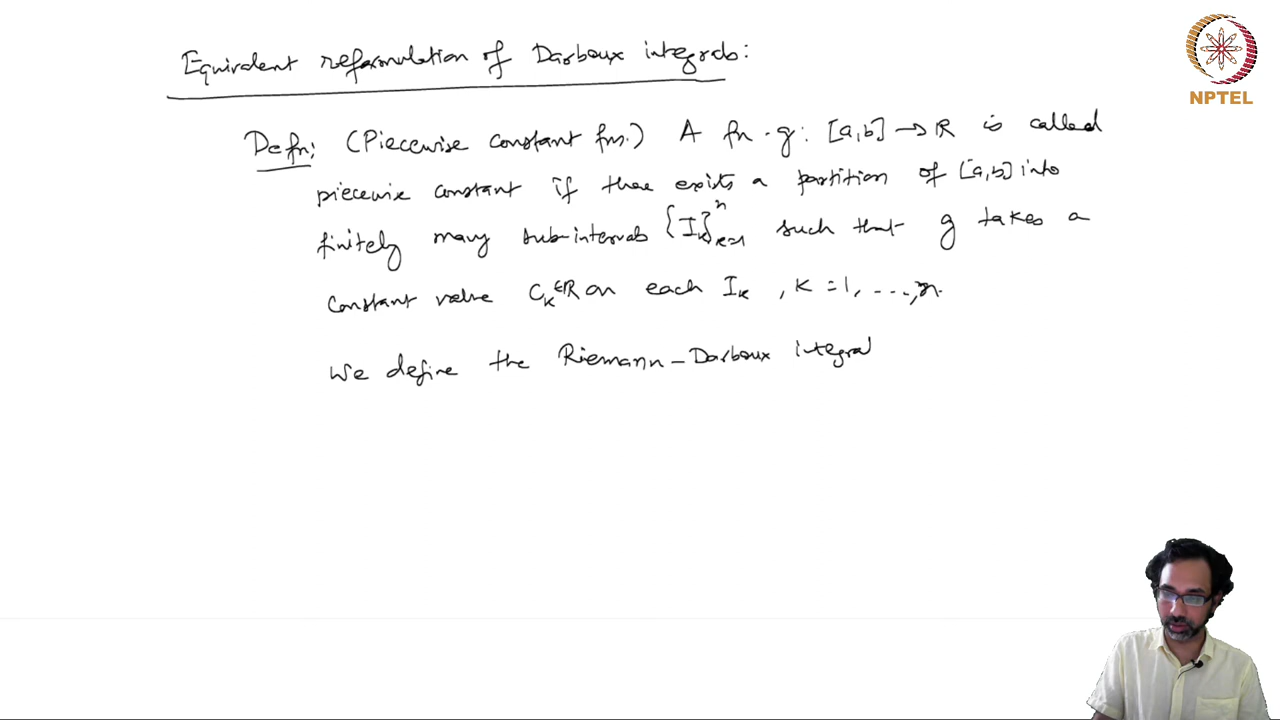 Equivalent reformulation of Darboux integrals:
NPTEL
Defn: (Piecewise constant fns.) A fn. g: [a,b] → R is called
piecewise constant if there exists a partition of [a,b] into
finitely many sub-intervals {I_k}_{k=1}^n such that g takes a
constant value C_k ∈ R on each I_k, k = 1, ..., n.
We define the Riemann - Darboux integral